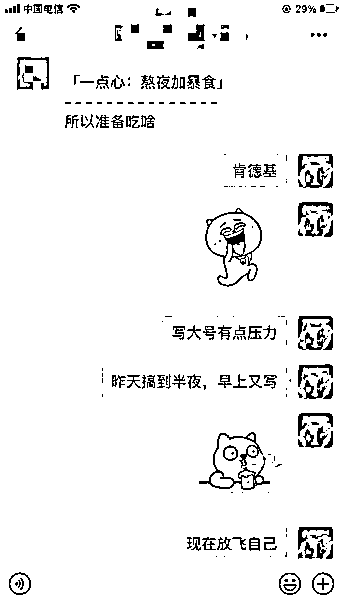 中国电信
29%
「一点心：熬夜加暴食」
所以准备吃啥
肯德基
写大号有点压力
昨天搞到半夜，早上又写
现在放飞自己